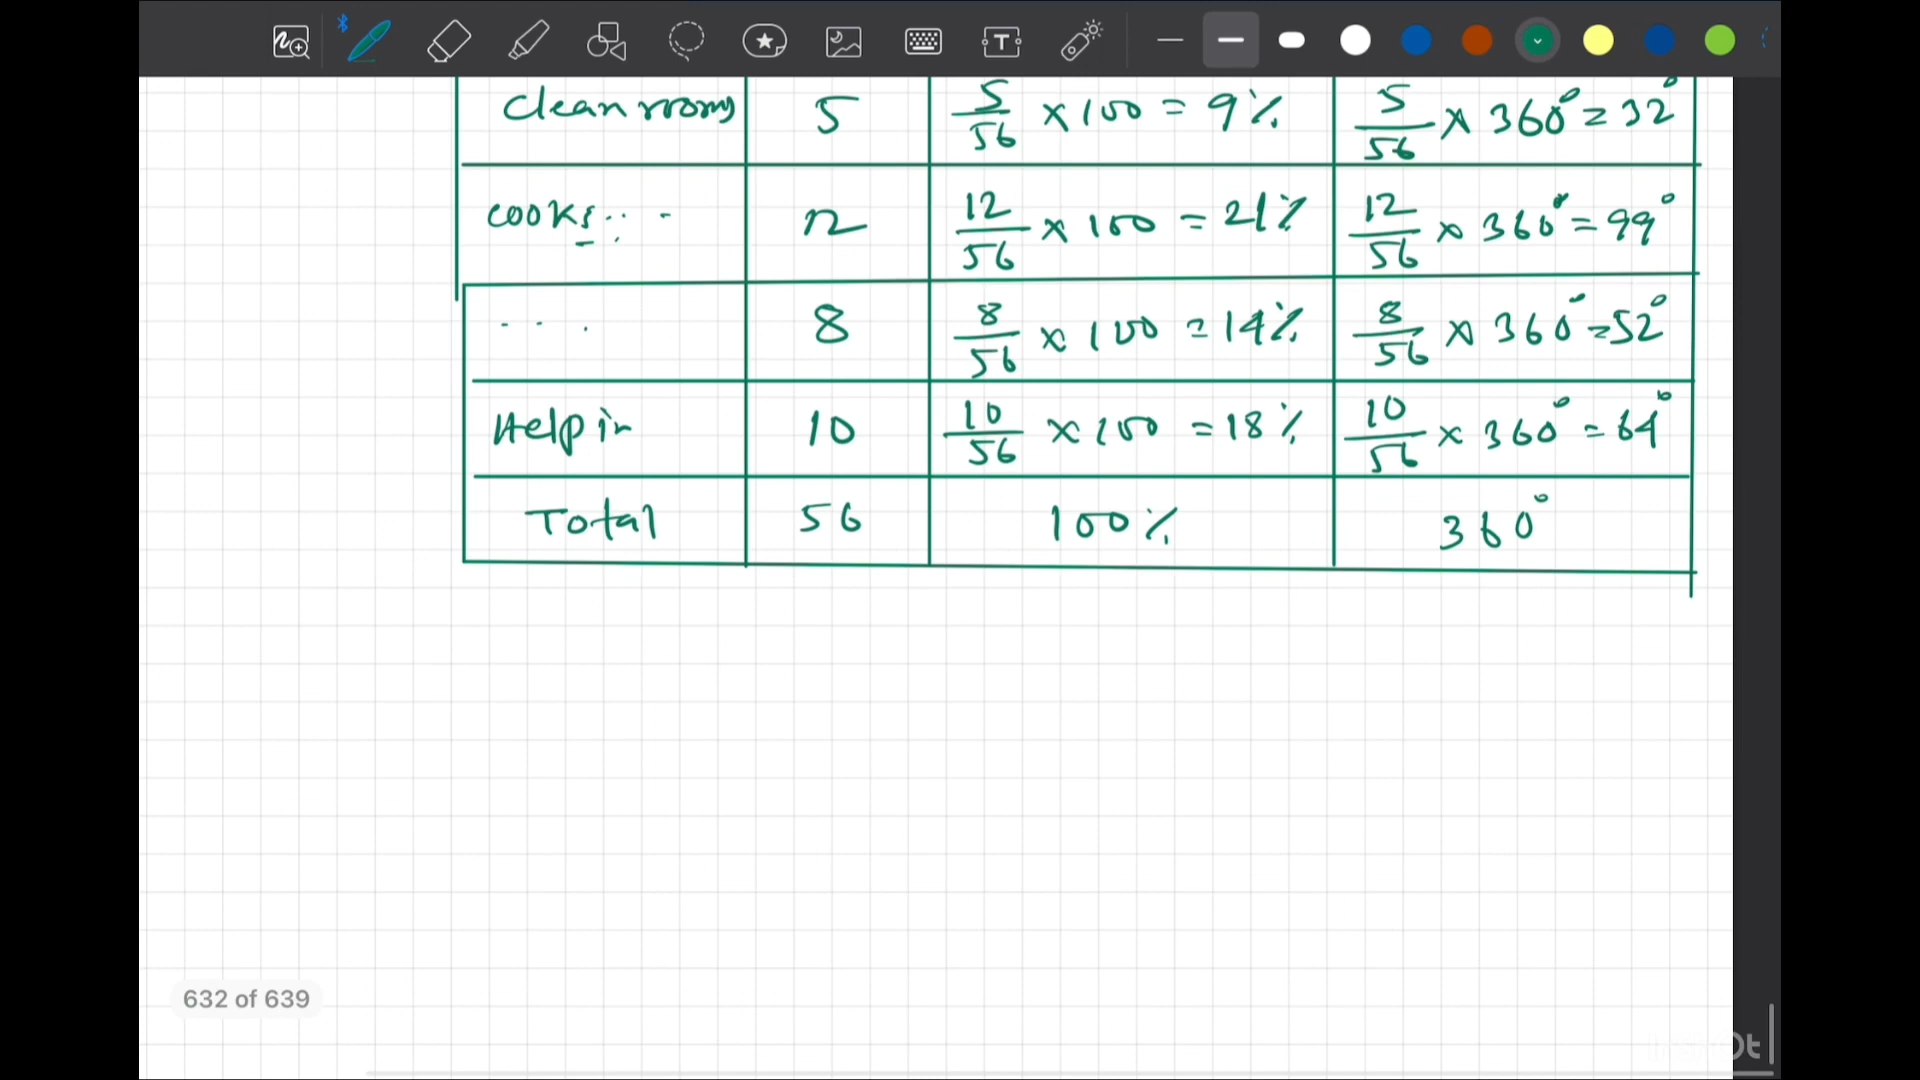 Clean rooms 5 5/56 × 100 = 9% 5/56 × 360° = 32°
cooks... - 12 12/56 × 100 = 21% 12/56 × 360° = 99°
- - . 8 8/56 × 100 = 14% 8/56 × 360° = 52°
Help in 10 10/56 × 100 = 18% 10/56 × 360° = 64°
Total 56 100% 360°
632 of 639